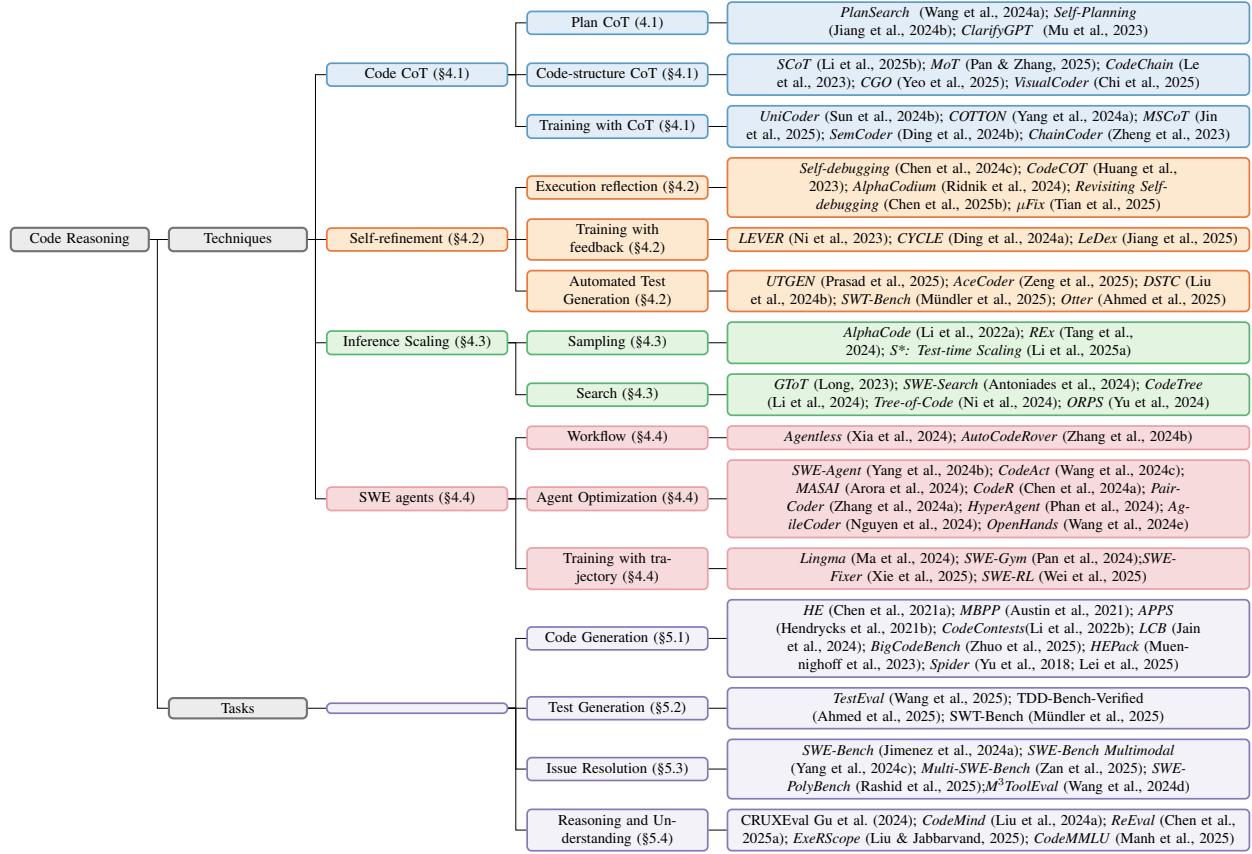 Code Reasoning
Techniques
Code CoT (§4.1)
Plan CoT (4.1)
PlanSearch (Wang et al., 2024a); Self-Planning
(Jiang et al., 2024b); ClarifyGPT (Mu et al., 2023)
Code-structure CoT (§4.1)
SCoT (Li et al., 2025b); MoT (Pan & Zhang, 2025); CodeChain (Le
et al., 2023); CGO (Yeo et al., 2025); VisualCoder (Chi et al., 2025)
Training with CoT (§4.1)
UniCoder (Sun et al., 2024b); COTTON (Yang et al., 2024a); MSCoT (Jin
et al., 2025); SemCoder (Ding et al., 2024b); ChainCoder (Zheng et al., 2023)
Self-refinement (§4.2)
Execution reflection (§4.2)
Self-debugging (Chen et al., 2024c); CodeCOT (Huang et al.,
2023); AlphaCodium (Ridnik et al., 2024); Revisiting Self-
debugging (Chen et al., 2025b); μFix (Tian et al., 2025)
Training with
feedback (§4.2)
LEVER (Ni et al., 2023); CYCLE (Ding et al., 2024a); LeDex (Jiang et al., 2025)
Automated Test
Generation (§4.2)
UTGEN (Prasad et al., 2025); AceCoder (Zeng et al., 2025); DSTC (Liu
et al., 2024b); SWT-Bench (Mündler et al., 2025); Otter (Ahmed et al., 2025)
Inference Scaling (§4.3)
Sampling (§4.3)
AlphaCode (Li et al., 2022a); REx (Tang et al.,
2024); S*: Test-time Scaling (Li et al., 2025a)
Search (§4.3)
GToT (Long, 2023); SWE-Search (Antoniades et al., 2024); CodeTree
(Li et al., 2024); Tree-of-Code (Ni et al., 2024); ORPS (Yu et al., 2024)
SWE agents (§4.4)
Workflow (§4.4)
Agentless (Xia et al., 2024); AutoCodeRover (Zhang et al., 2024b)
Agent Optimization (§4.4)
SWE-Agent (Yang et al., 2024b); CodeAct (Wang et al., 2024c);
MASAI (Arora et al., 2024); CodeR (Chen et al., 2024a); Pair-
Coder (Zhang et al., 2024a); HyperAgent (Phan et al., 2024); Ag-
ileCoder (Nguyen et al., 2024); OpenHands (Wang et al., 2024e)
Training with tra-
jectory (§4.4)
Lingma (Ma et al., 2024); SWE-Gym (Pan et al., 2024);SWE-
Fixer (Xie et al., 2025); SWE-RL (Wei et al., 2025)
Tasks
Code Generation (§5.1)
HE (Chen et al., 2021a); MBPP (Austin et al., 2021); APPS
(Hendrycks et al., 2021b); CodeContests(Li et al., 2022b); LCB (Jain
et al., 2024); BigCodeBench (Zhuo et al., 2025); HEPack (Muen-
nighoff et al., 2023); Spider (Yu et al., 2018; Lei et al., 2025)
Test Generation (§5.2)
TestEval (Wang et al., 2025); TDD-Bench-Verified
(Ahmed et al., 2025); SWT-Bench (Mündler et al., 2025)
Issue Resolution (§5.3)
SWE-Bench (Jimenez et al., 2024a); SWE-Bench Multimodal
(Yang et al., 2024c); Multi-SWE-Bench (Zan et al., 2025); SWE-
PolyBench (Rashid et al., 2025);M³ToolEval (Wang et al., 2024d)
Reasoning and Un-
derstanding (§5.4)
CRUXEval Gu et al. (2024); CodeMind (Liu et al., 2024a); ReEval (Chen et al.,
2025a); ExeRScope (Liu & Jabbarvand, 2025); CodeMMLU (Manh et al., 2025)